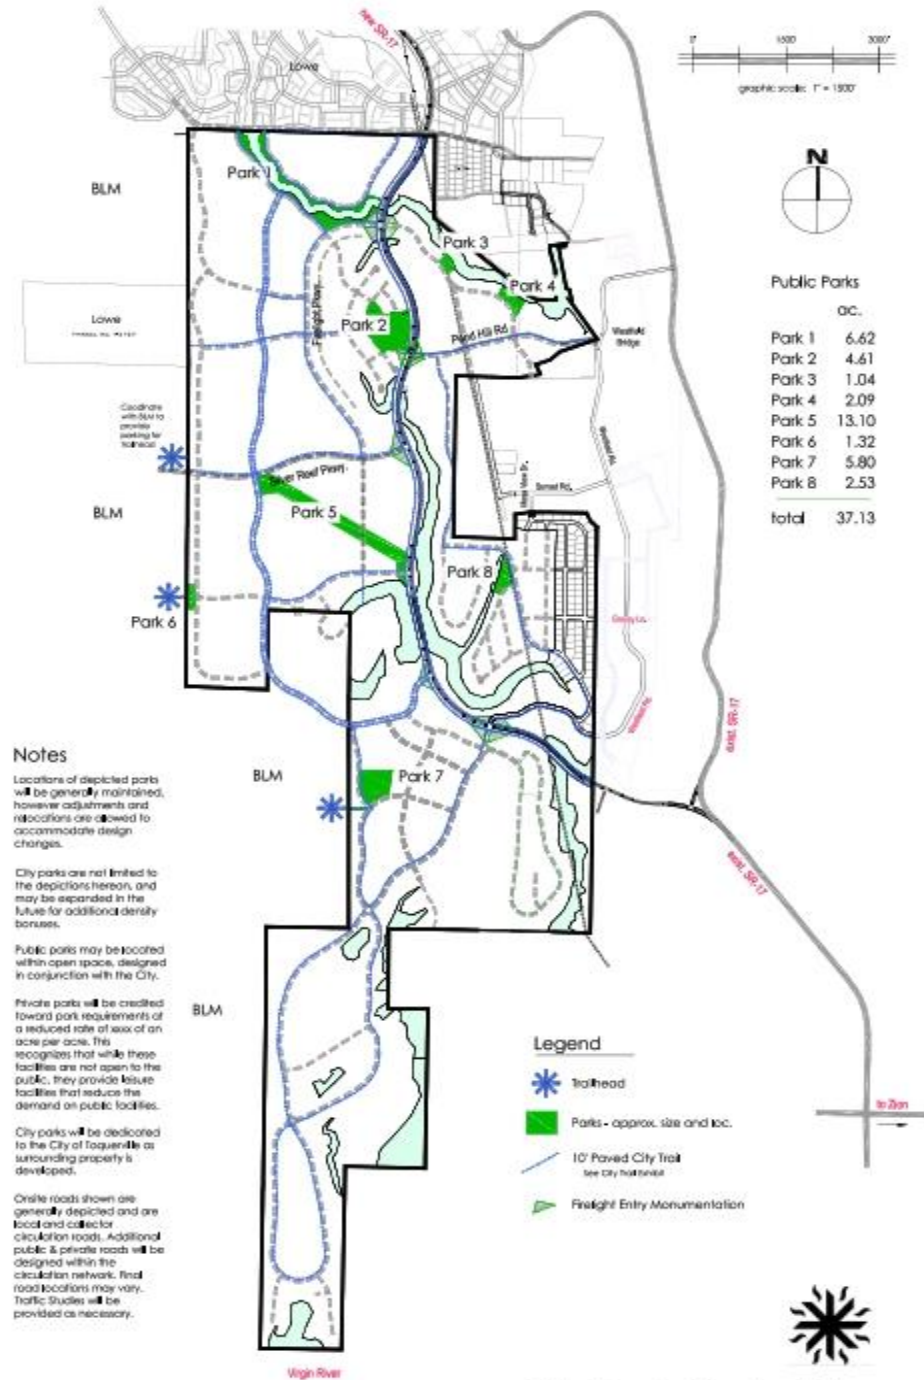 new SR-17
Lowe
0' 1500 3000'
graphic scale: 1" = 1500'
N
BLM
Park 1
Park 3
Park 4
Public Parks
ac.
Park 1 6.62
Park 2 4.61
Park 3 1.04
Park 4 2.09
Park 5 13.10
Park 6 1.32
Park 7 5.80
Park 8 2.53
total 37.13
Lowe
Firelight Pkwy.
Park 2
Pond Hill Rd
Westfield
Bridge
Coordinate
with BLM to
provide
parking for
trailhead
Westfield Rd.
Silver Reef Pkwy.
Sunset Rd.
BLM
Park 5
Park 8
Park 6
exist. SR-17
Westfield Rd.
Notes
Locations of depicted parks
will be generally maintained,
however adjustments and
relocations are allowed to
accommodate design
changes.
BLM
Park 7
exist. SR-17
City parks are not limited to
the depictions hereon, and
may be expanded in the
future for additional density
bonuses.
Public parks may be located
within open space, designed
in conjunction with the City.
Private parks will be credited
toward park requirements at
a reduced rate of xxxx of an
acre per acre. This
recognizes that while these
facilities are not open to the
public, they provide leisure
facilities that reduce the
demand on public facilities.
BLM
City parks will be dedicated
to the City of Toquerville as
surrounding property is
developed.
Onsite roads shown are
generally depicted and are
local and collector
circulation roads. Additional
public & private roads will be
designed within the
circulation network. Final
road locations may vary.
Traffic Studies will be
provided as necessary.
Legend
Trailhead
Parks - approx. size and loc.
10' Paved City Trail
See City Trail Exhibit
Firelight Entry Monumentation
to Zion
Virgin River